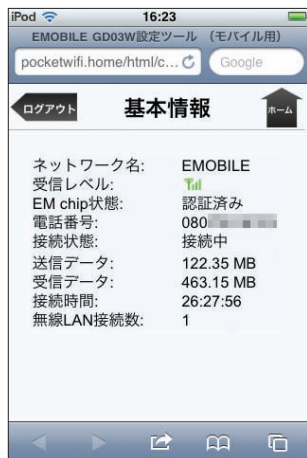 iPod
16:23
EMOBILE GD03W設定ツール （モバイル用）
pocketwifi.home/html/c...
Google
ログアウト
基本情報
ホーム
ネットワーク名: EMOBILE
受信レベル:
EM chip状態: 認証済み
電話番号: 080
接続状態: 接続中
送信データ: 122.35 MB
受信データ: 463.15 MB
接続時間: 26:27:56
無線LAN接続数: 1